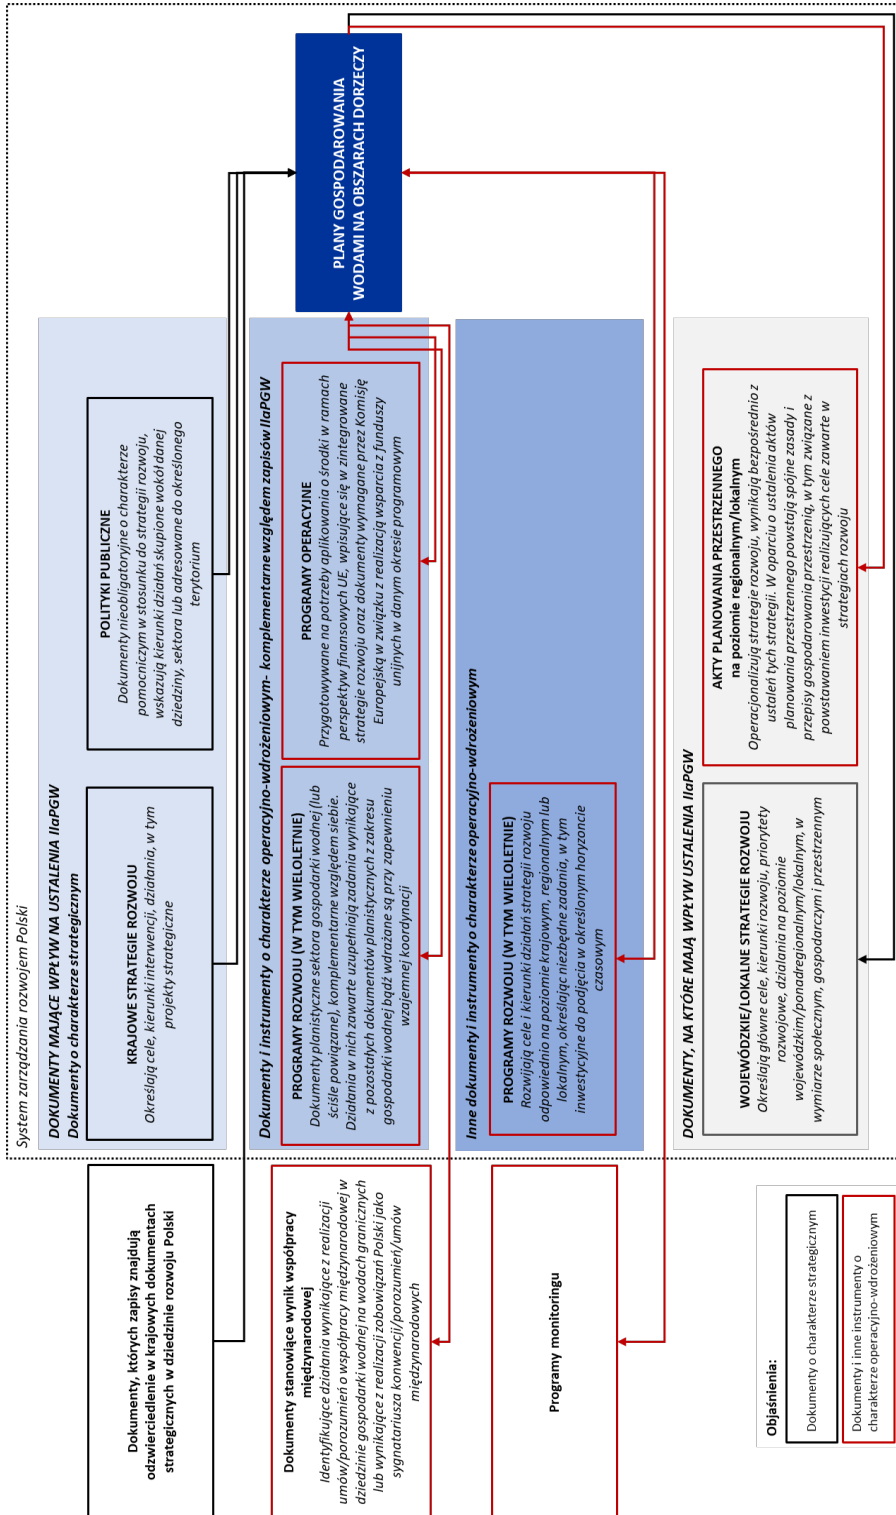 System zarządzania rozwojem Polski
DOKUMENTY MAJĄCE WPŁYW NA USTALENIA IIaPGW
Dokumenty o charakterze strategicznym
Dokumenty, których zapisy znajdują
odzwierciedlenie w krajowych dokumentach
strategicznych w dziedzinie rozwoju Polski
KRAJOWE STRATEGIE ROZWOJU
Określają cele, kierunki interwencji, działania, w tym
projekty strategiczne
POLITYKI PUBLICZNE
Dokumenty nieobligatoryjne o charakterze
pomocniczym w stosunku do strategii rozwoju,
wskazują kierunki działań skupione wokół danej
dziedziny, sektora lub adresowane do określonego
terytorium
Dokumenty i instrumenty o charakterze operacyjno-wdrożeniowym- komplementarne względem zapisów IIaPGW
Dokumenty stanowiące wynik współpracy
międzynarodowej
Identyfikujące działania wynikające z realizacji
umów/porozumień o współpracy międzynarodowej w
dziedzinie gospodarki wodnej na wodach granicznych
lub wynikające z realizacji zobowiązań Polski jako
sygnatariusza konwencji/porozumień/umów
międzynarodowych
PROGRAMY ROZWOJU (W TYM WIELOLETNIE)
Dokumenty planistyczne sektora gospodarki wodnej (lub
ściśle powiązane), komplementarne względem siebie.
Działania w nich zawarte uzupełniają zadania wynikające
z pozostałych dokumentów planistycznych z zakresu
gospodarki wodnej bądź wdrażane są przy zapewnieniu
wzajemnej koordynacji
PROGRAMY OPERACYJNE
Przygotowywane na potrzeby aplikowania o środki w ramach
perspektyw finansowych UE, wpisujące się w zintegrowane
strategie rozwoju oraz dokumenty wymagane przez Komisję
Europejską w związku z realizacją wsparcia z funduszy
unijnych w danym okresie programowym
PLANY GOSPODAROWANIA
WODAMI NA OBSZARACH DORZECZY
Inne dokumenty i instrumenty o charakterze operacyjno-wdrożeniowym
Programy monitoringu
PROGRAMY ROZWOJU (W TYM WIELOLETNIE)
Rozwijają cele i kierunki działań strategii rozwoju
odpowiednio na poziomie krajowym, regionalnym lub
lokalnym, określając niezbędne zadania, w tym
inwestycyjne do podjęcia w określonym horyzoncie
czasowym
DOKUMENTY, NA KTÓRE MAJĄ WPŁYW USTALENIA IIaPGW
WOJEWÓDZKIE/LOKALNE STRATEGIE ROZWOJU
Określają główne cele, kierunki rozwoju, priorytety
rozwojowe, działania na poziomie
wojewódzkim/ponadregionalnym/lokalnym, w
wymiarze społecznym, gospodarczym i przestrzennym
AKTY PLANOWANIA PRZESTRZENNEGO
na poziomie regionalnym/lokalnym
Operacjonalizują strategie rozwoju, wynikają bezpośrednio z
ustaleń tych strategii. W oparciu o ustalenia aktów
planowania przestrzennego powstają spójne zasady i
przepisy gospodarowania przestrzenią, w tym związane z
powstawaniem inwestycji realizujących cele zawarte w
strategiach rozwoju
Objaśnienia:
Dokumenty o charakterze strategicznym
Dokumenty i inne instrumenty o
charakterze operacyjno-wdrożeniowym